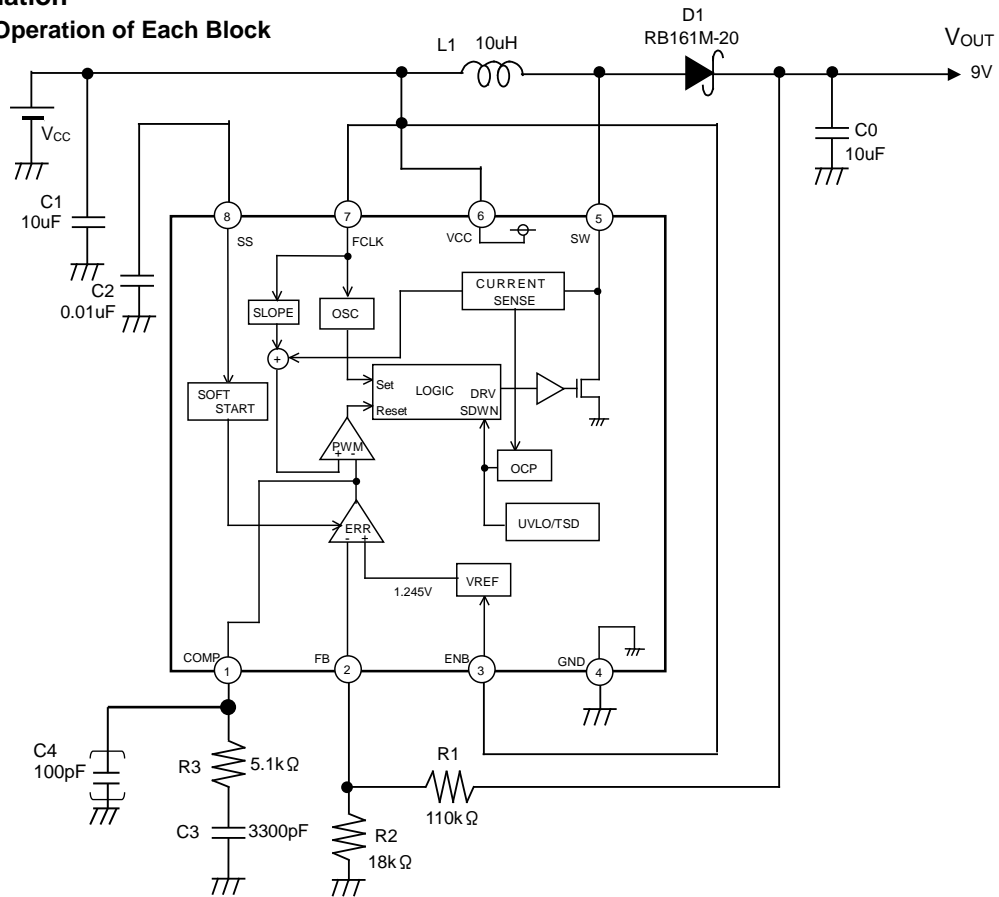 Operation of Each Block
D1
RB161M-20
L1 10uH
VOUT
9V
VCC
C0
10uF
C1
10uF
8
7
6
5
SS
FCLK
VCC
SW
C2
0.01uF
CURRENT
SENSE
SLOPE
OSC
+
Set
LOGIC
DRV
SDWN
Reset
SOFT
START
PWM
+ -
OCP
UVLO/TSD
ERR
- +
VREF
1.245V
COMP
FB
ENB
GND
1
2
3
4
C4
100pF
R3
5.1kΩ
R1
110kΩ
C3
3300pF
R2
18kΩ